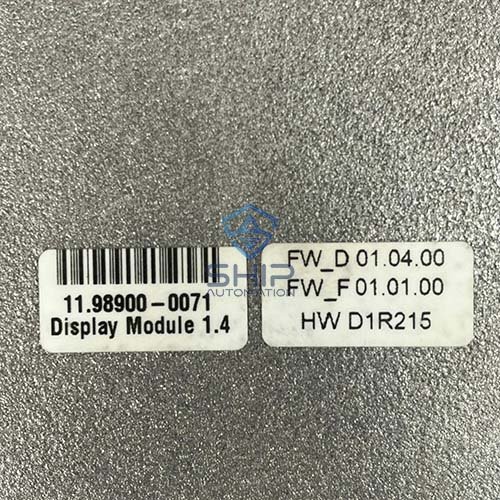 11.98900-0071
Display Module 1.4
FW_D 01.04.00
FW_F 01.01.00
HW D1R215
SHIP
AUTOMATION